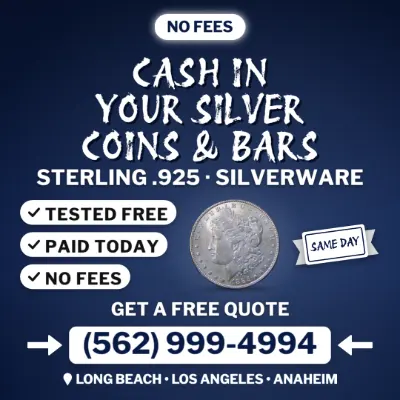 NO FEES
CASH IN
YOUR SILVER
COINS & BARS
STERLING .925 · SILVERWARE
✓ TESTED FREE
✓ PAID TODAY
✓ NO FEES
SAME DAY
GET A FREE QUOTE
→ (562) 999-4994 ←
LONG BEACH • LOS ANGELES • ANAHEIM